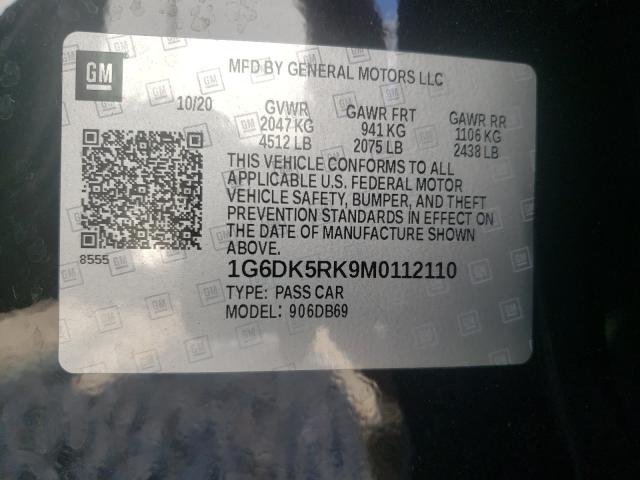 GM
MFD BY GENERAL MOTORS LLC
10/20 GVWR GAWR FRT GAWR RR
2047 KG 941 KG 1106 KG
4512 LB 2075 LB 2438 LB
THIS VEHICLE CONFORMS TO ALL
APPLICABLE U.S. FEDERAL MOTOR
VEHICLE SAFETY, BUMPER, AND THEFT
PREVENTION STANDARDS IN EFFECT ON
THE DATE OF MANUFACTURE SHOWN
ABOVE.
8555
1G6DK5RK9M0112110
TYPE: PASS CAR
MODEL: 906DB69